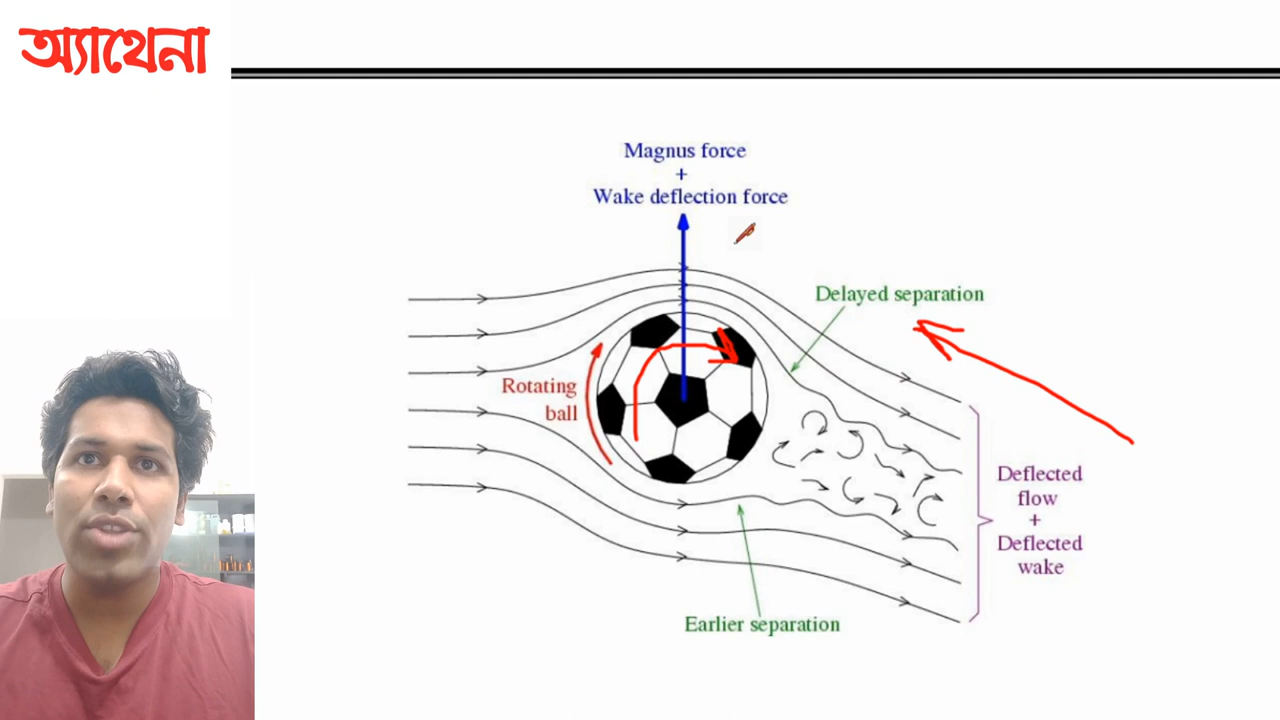 অ্যাথেনা
Magnus force
+
Wake deflection force
Delayed separation
Rotating
ball
Deflected
flow
+
Deflected
wake
Earlier separation